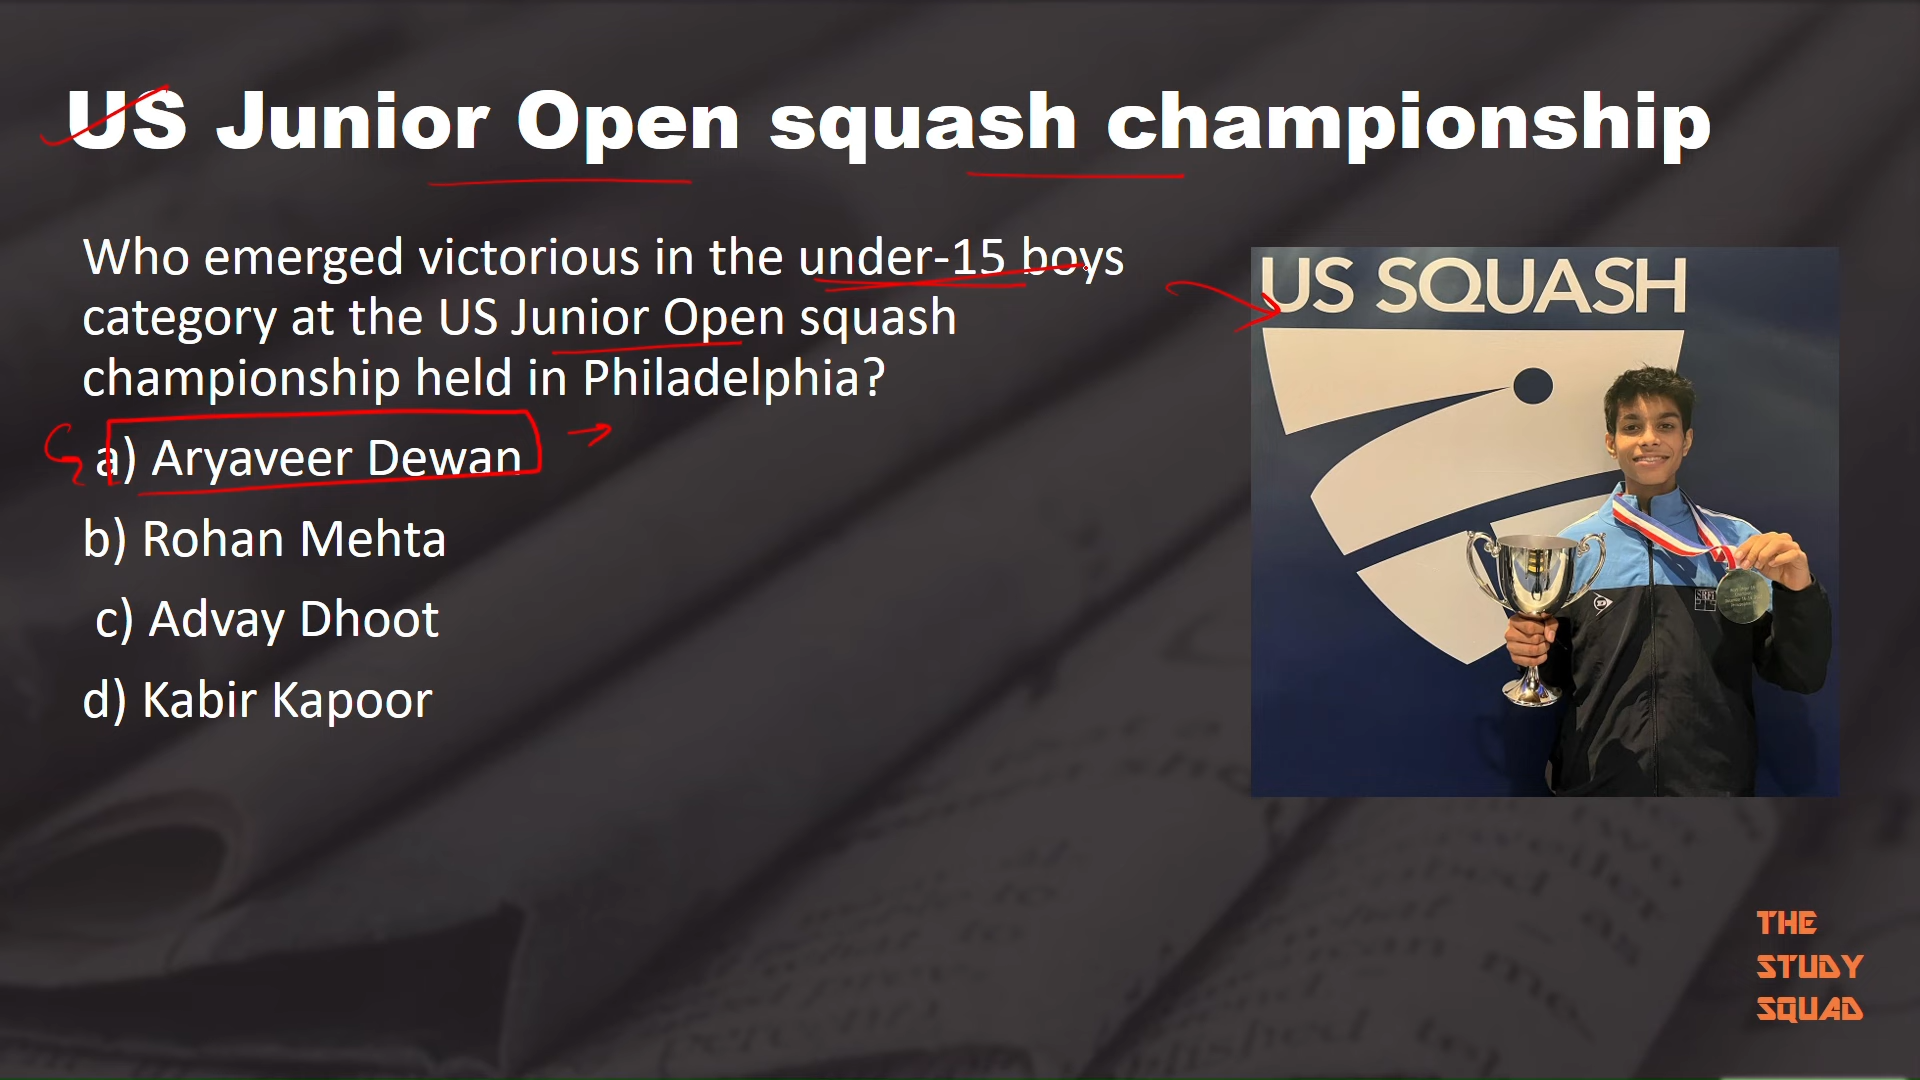 US Junior Open squash championship
Who emerged victorious in the under-15 boys
category at the US Junior Open squash
championship held in Philadelphia?
a) Aryaveer Dewan
b) Rohan Mehta
c) Advay Dhoot
d) Kabir Kapoor
US SQUASH
SRFI
THE
STUDY
SQUAD